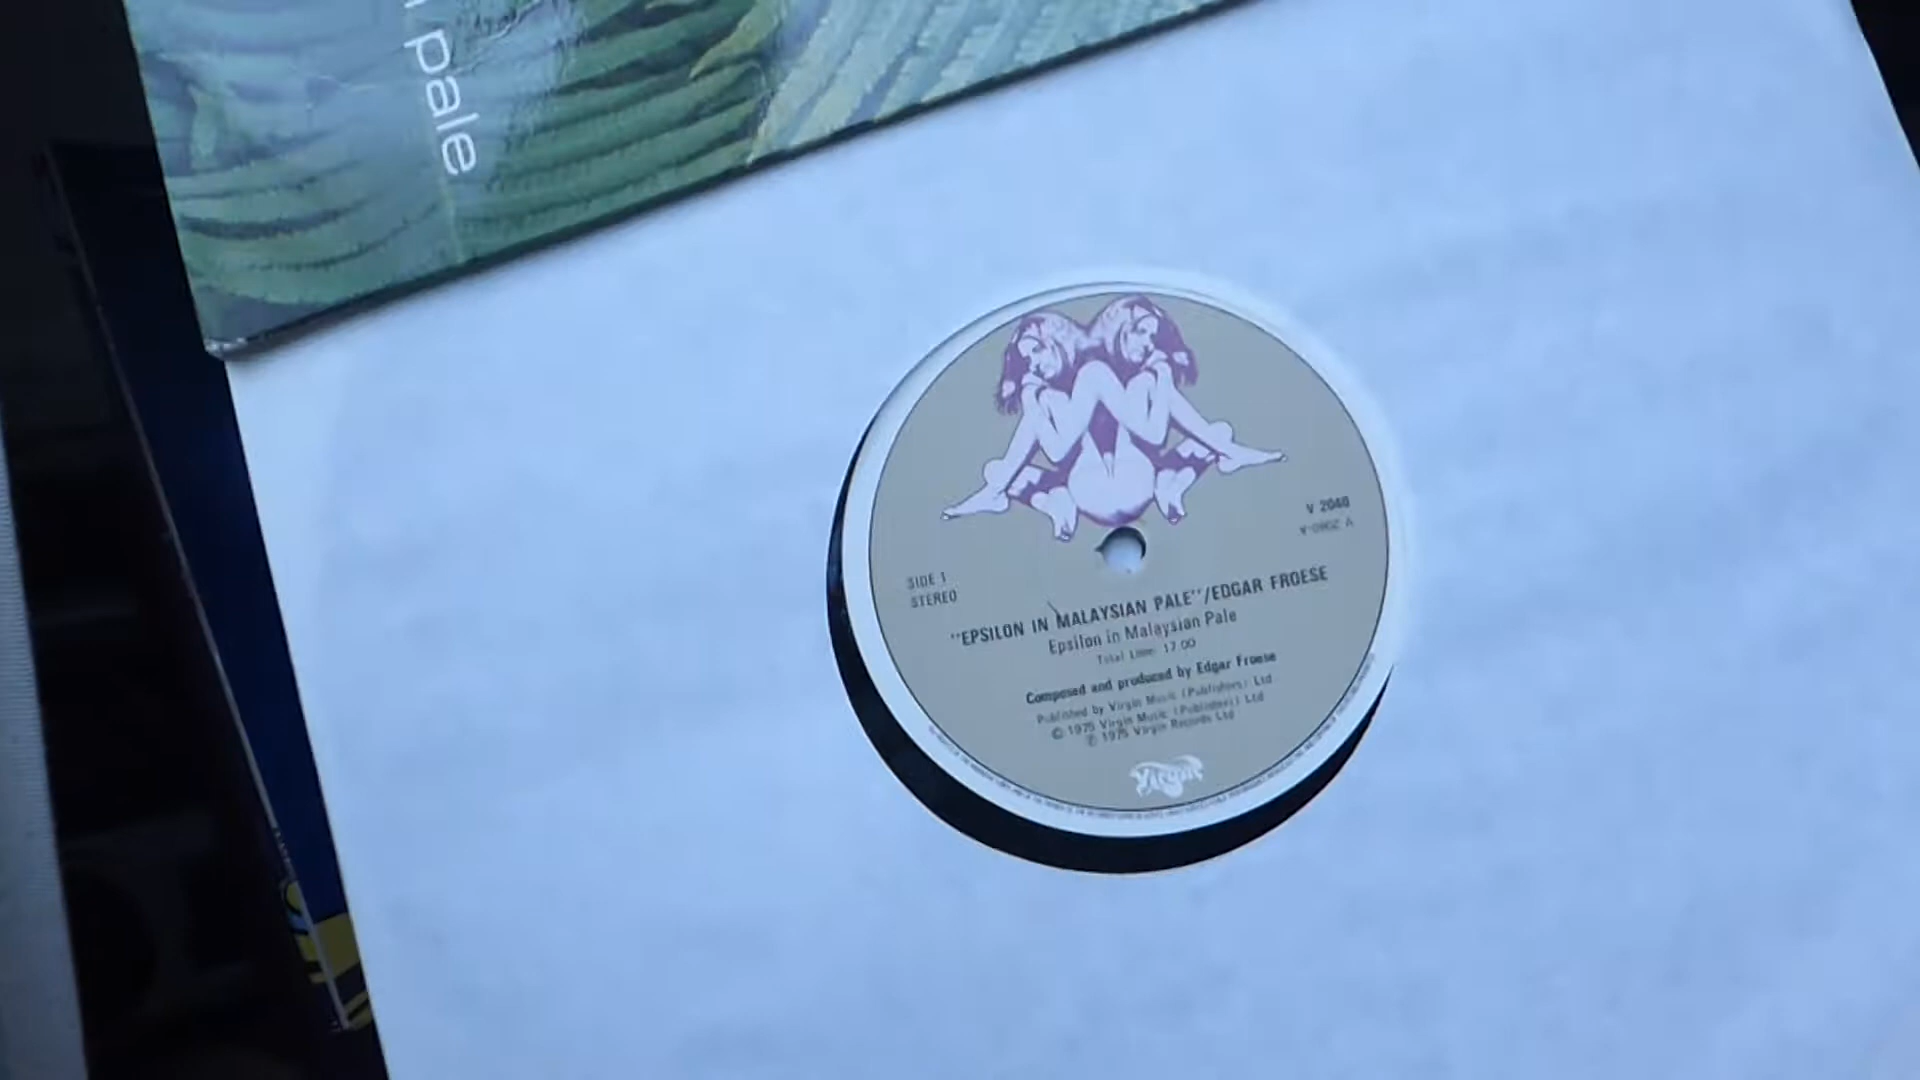 pale
V 2040
SIDE 1
STEREO
"EPSILON IN MALAYSIAN PALE"/EDGAR FROESE
Epsilon in Malaysian Pale
Total time: 17.00
Composed and produced by Edgar Froese
Published by Virgin Music (Publishers) Ltd
© 1975 Virgin Music (Publishers) Ltd
℗ 1975 Virgin Records Ltd
Virgin